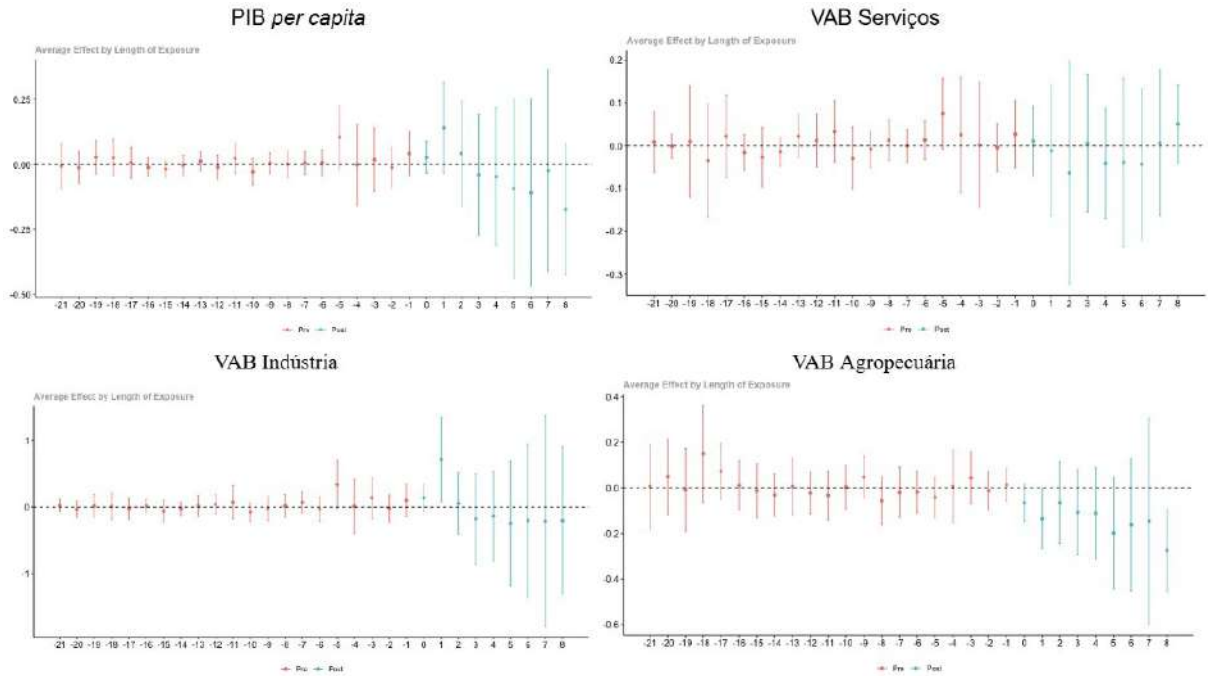 PIB per capita
Average Effect by Length of Exposure
0.25
0.00
-0.25
-0.50
-21 -20 -19 -18 -17 -16 -15 -14 -13 -12 -11 -10 -9 -8 -7 -6 -5 -4 -3 -2 -1 0 1 2 3 4 5 6 7 8
Pre Post
VAB Serviços
Average Effect by Length of Exposure
0.2
0.1
0.0
-0.1
-0.2
-0.3
-21 -20 -19 -18 -17 -16 -15 -14 -13 -12 -11 -10 -9 -8 -7 -6 -5 -4 -3 -2 -1 0 1 2 3 4 5 6 7 8
Pre Post
VAB Indústria
Average Effect by Length of Exposure
1
0
-1
-21 -20 -19 -18 -17 -16 -15 -14 -13 -12 -11 -10 -9 -8 -7 -6 -5 -4 -3 -2 -1 0 1 2 3 4 5 6 7 8
Pre Post
VAB Agropecuária
Average Effect by Length of Exposure
0.4
0.2
0.0
-0.2
-0.4
-0.6
-21 -20 -19 -18 -17 -16 -15 -14 -13 -12 -11 -10 -9 -8 -7 -6 -5 -4 -3 -2 -1 0 1 2 3 4 5 6 7 8
Pre Post